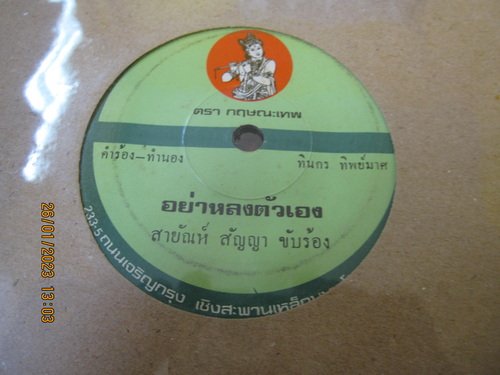 ตรา กฤษณะเทพ
คำร้อง-ทำนอง ทินกร ทิพย์มาศ
อย่าหลงตัวเอง
สายัณห์ สัญญา ขับร้อง
233-5 ถนนเจริญกรุง เชิงสะพานเหล็กบน
26/01/2023 13:03